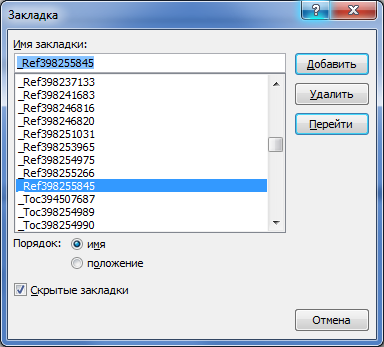 Закладка
Имя закладки:
_Ref398255845
Добавить
_Ref398237133
_Ref398241683
_Ref398246816
_Ref398246820
_Ref398251031
_Ref398253965
_Ref398254975
_Ref398255266
_Ref398255845
_Toc394507687
_Toc398254989
_Toc398254990
Удалить
Перейти
Порядок:
имя
положение
Скрытые закладки
Отмена